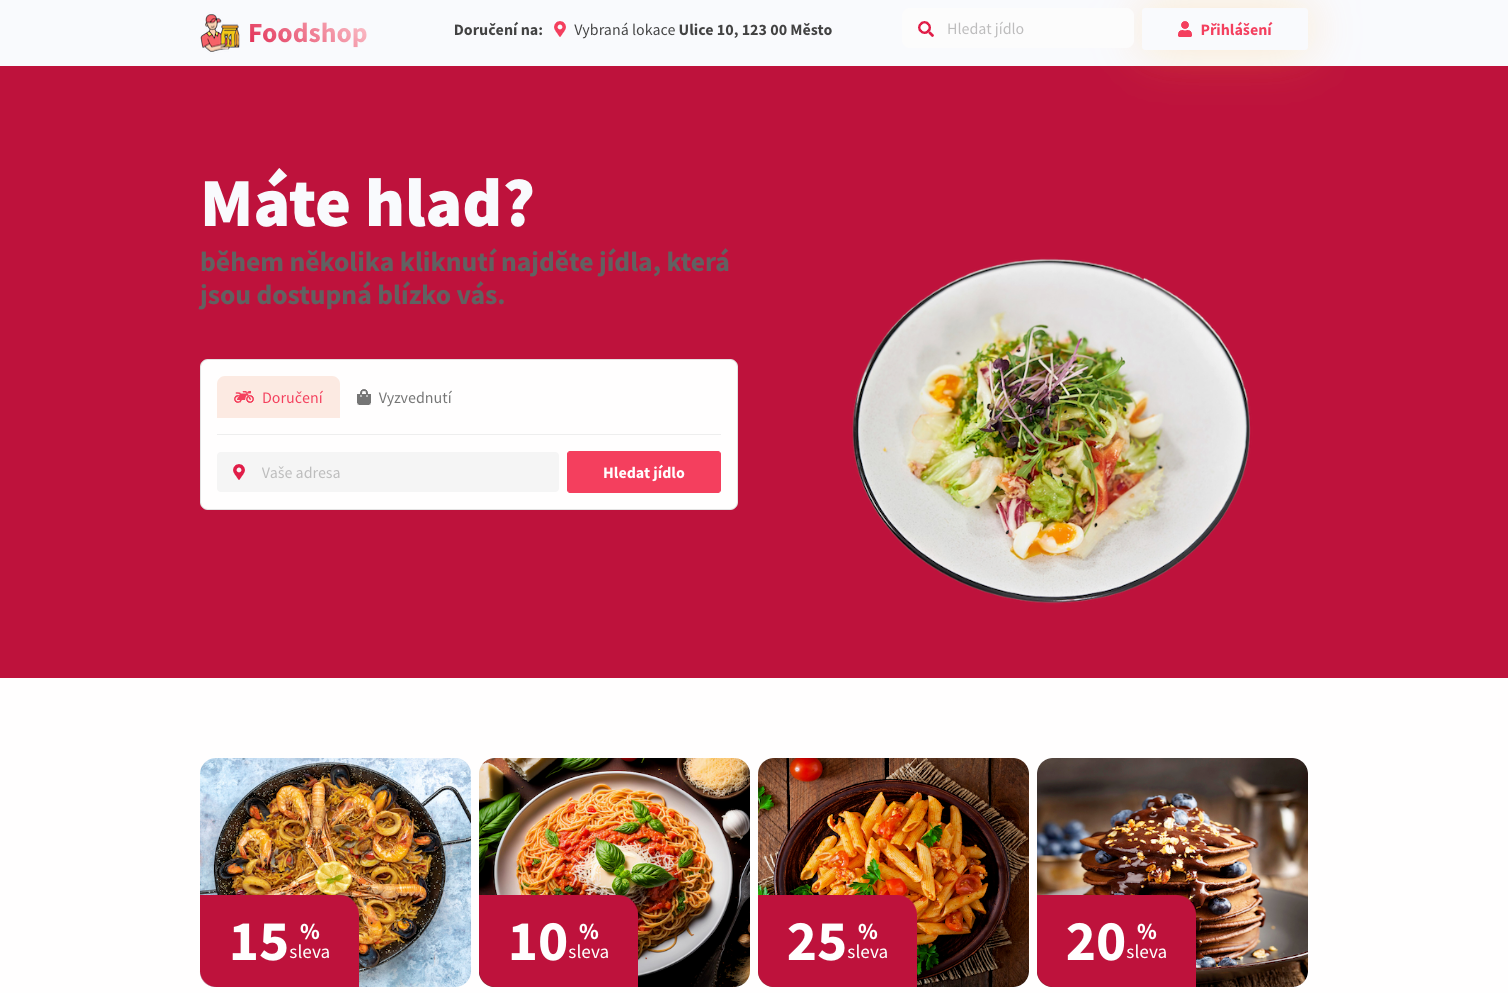 Foodshop
Doručení na: Vybraná lokace Ulice 10, 123 00 Město
Hledat jídlo
Přihlášení
Máte hlad?
během několika kliknutí najděte jídla, která
jsou dostupná blízko vás.
Doručení
Vyzvednutí
Vaše adresa
Hledat jídlo
15 % sleva
10 % sleva
25 % sleva
20 % sleva